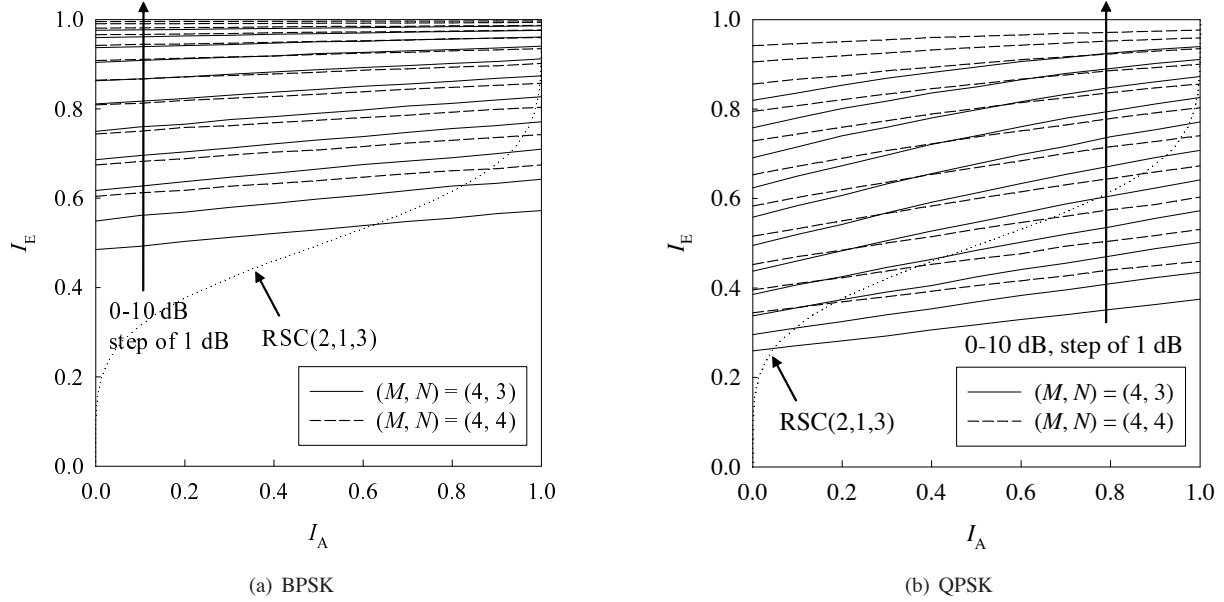 1.0
0.8
0.6
0.4
0.2
0.0
I_E
0.0 0.2 0.4 0.6 0.8 1.0
I_A
0-10 dB
step of 1 dB
RSC(2,1,3)
(M, N) = (4, 3)
(M, N) = (4, 4)
(a) BPSK
1.0
0.8
0.6
0.4
0.2
0.0
I_E
0.0 0.2 0.4 0.6 0.8 1.0
I_A
0-10 dB, step of 1 dB
RSC(2,1,3)
(M, N) = (4, 3)
(M, N) = (4, 4)
(b) QPSK